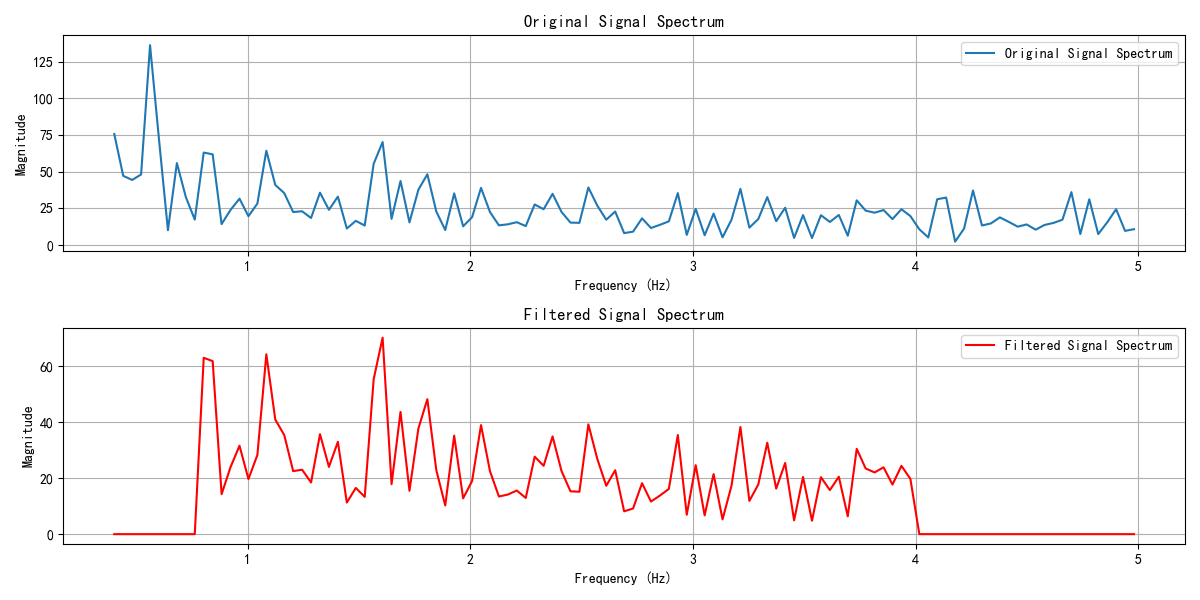 Original Signal Spectrum
Original Signal Spectrum
Magnitude
125
100
75
50
25
0
1 2 3 4 5
Frequency (Hz)
Filtered Signal Spectrum
Filtered Signal Spectrum
Magnitude
60
40
20
0
1 2 3 4 5
Frequency (Hz)